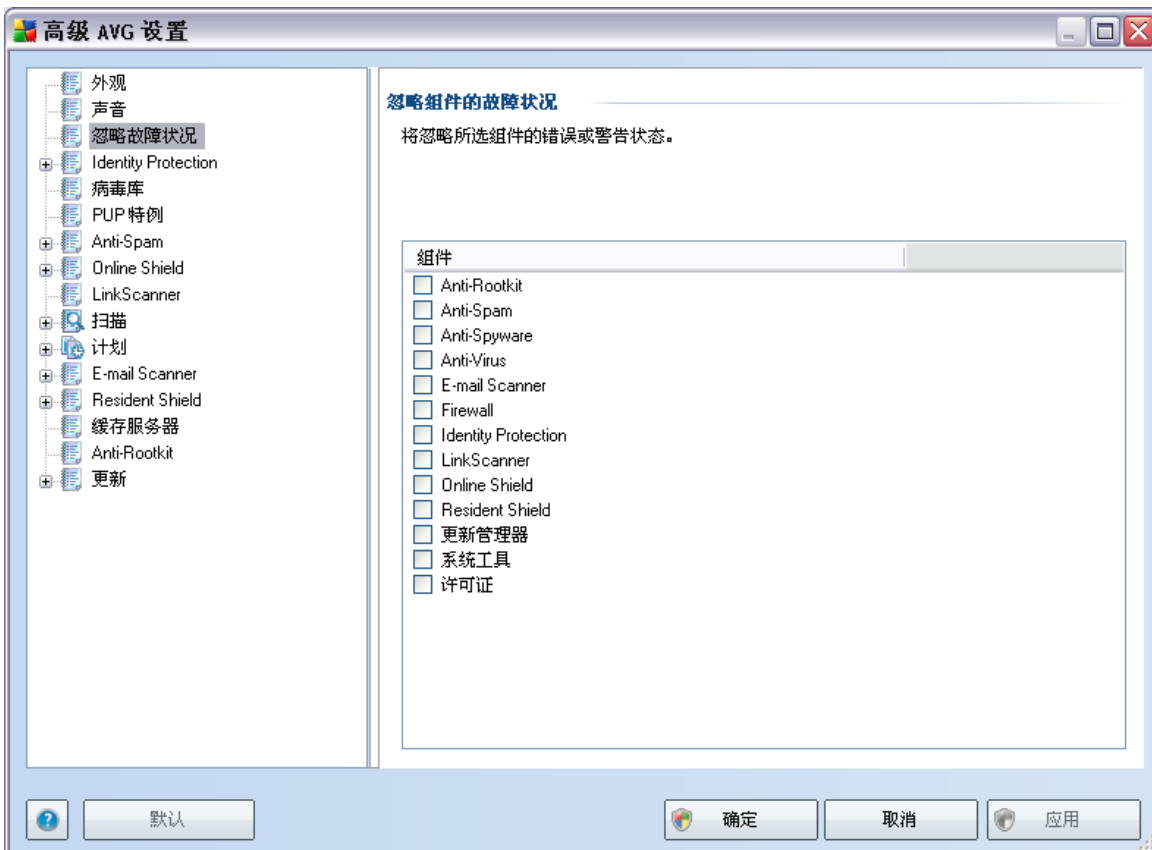 高级 AVG 设置
外观
声音
忽略故障状况
Identity Protection
病毒库
PUP 特例
Anti-Spam
Online Shield
LinkScanner
扫描
计划
E-mail Scanner
Resident Shield
缓存服务器
Anti-Rootkit
更新
忽略组件的故障状况
将忽略所选组件的错误或警告状态。
组件
Anti-Rootkit
Anti-Spam
Anti-Spyware
Anti-Virus
E-mail Scanner
Firewall
Identity Protection
LinkScanner
Online Shield
Resident Shield
更新管理器
系统工具
许可证
默认
确定
取消
应用